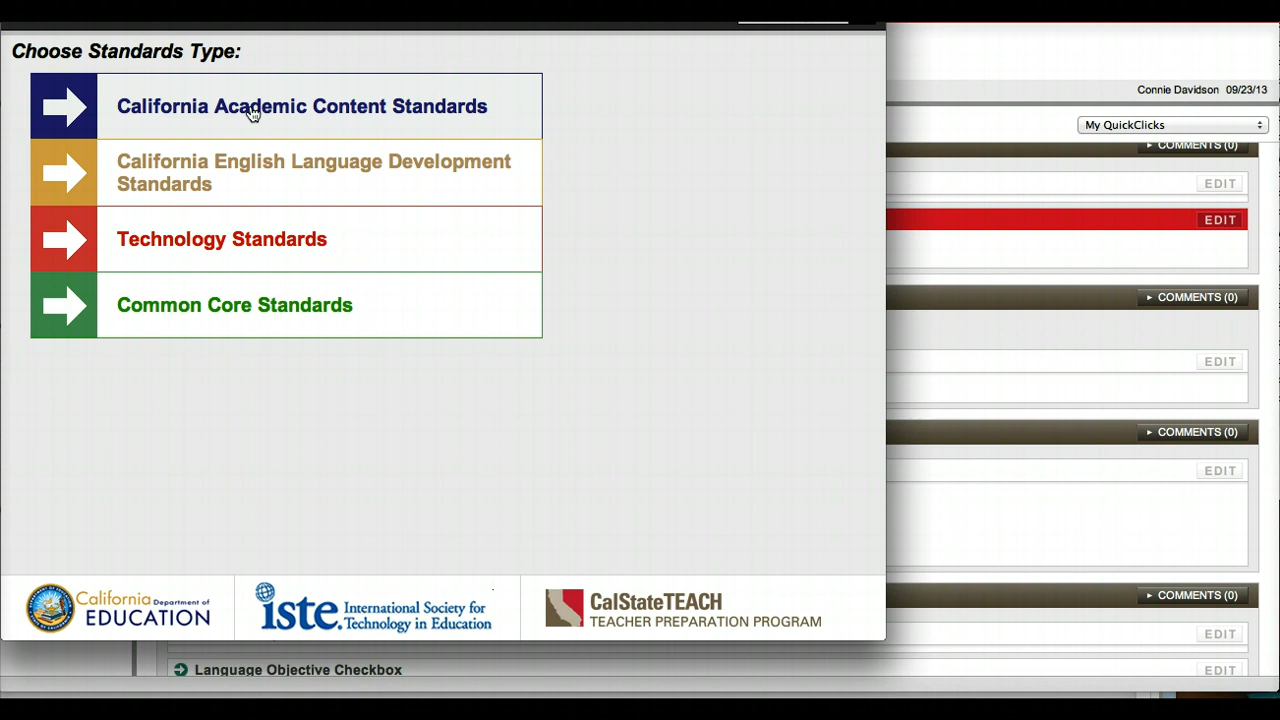 Choose Standards Type:
California Academic Content Standards
California English Language Development
Standards
Technology Standards
Common Core Standards
California Department of
EDUCATION
iste. International Society for
Technology in Education
CalStateTEACH
TEACHER PREPARATION PROGRAM
Connie Davidson 09/23/13
My QuickClicks
COMMENTS (0)
EDIT
EDIT
COMMENTS (0)
EDIT
COMMENTS (0)
EDIT
COMMENTS (0)
EDIT
Language Objective Checkbox
EDIT